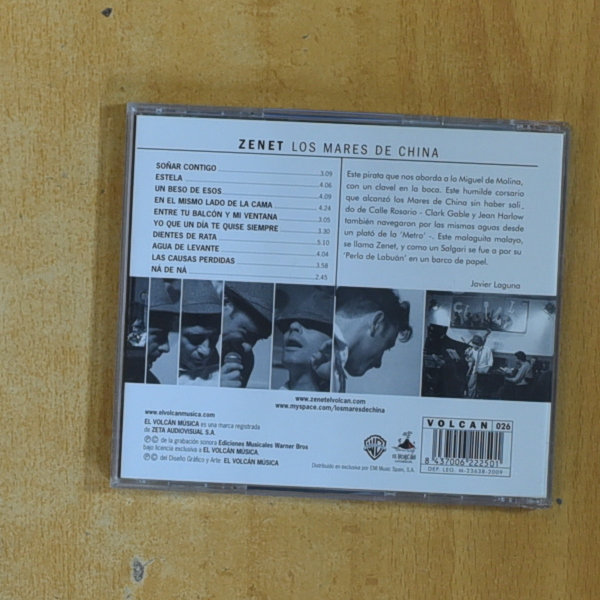 ZENET LOS MARES DE CHINA
SOÑAR CONTIGO 3.09
ESTELA 4.06
UN BESO DE ESOS 4.09
EN EL MISMO LADO DE LA CAMA 4.24
ENTRE TU BALCÓN Y MI VENTANA 3.05
YO QUE UN DÍA TE QUISE SIEMPRE 3.30
DIENTES DE RATA 5.10
AGUA DE LEVANTE 4.04
LAS CAUSAS PERDIDAS 3.58
NÁ DE NÁ 2.45
Este pirata que nos aborda a lo Miguel de Molina,
con un clavel en la boca. Este humilde corsario
que alcanzó los Mares de China sin haber sali_
do de Calle Rosario - Clark Gable y Jean Harlow
también navegaron por las mismas aguas desde
un plató de la 'Metro' -. Este malaguita malayo,
se llama Zenet, y como un Salgari se fue a por su
'Perla de Labuán' en un barco de papel.
Javier Laguna
www.zenetelvolcan.com
www.myspace.com/losmaresdechina
www.elvolcanmusica.com
EL VOLCÁN MÚSICA es una marca registrada
de ZETA AUDIOVISUAL S.A.
℗© de la grabación sonora Ediciones Musicales Warner Bros
bajo licencia exclusiva a EL VOLCÁN MÚSICA
℗© del Diseño Gráfico y Arte EL VOLCÁN MÚSICA
Distribuido en exclusiva por EMI Music Spain, S.A.
VOLCAN 026
8 437006 222501
DEP. LEG. M-23638-2009